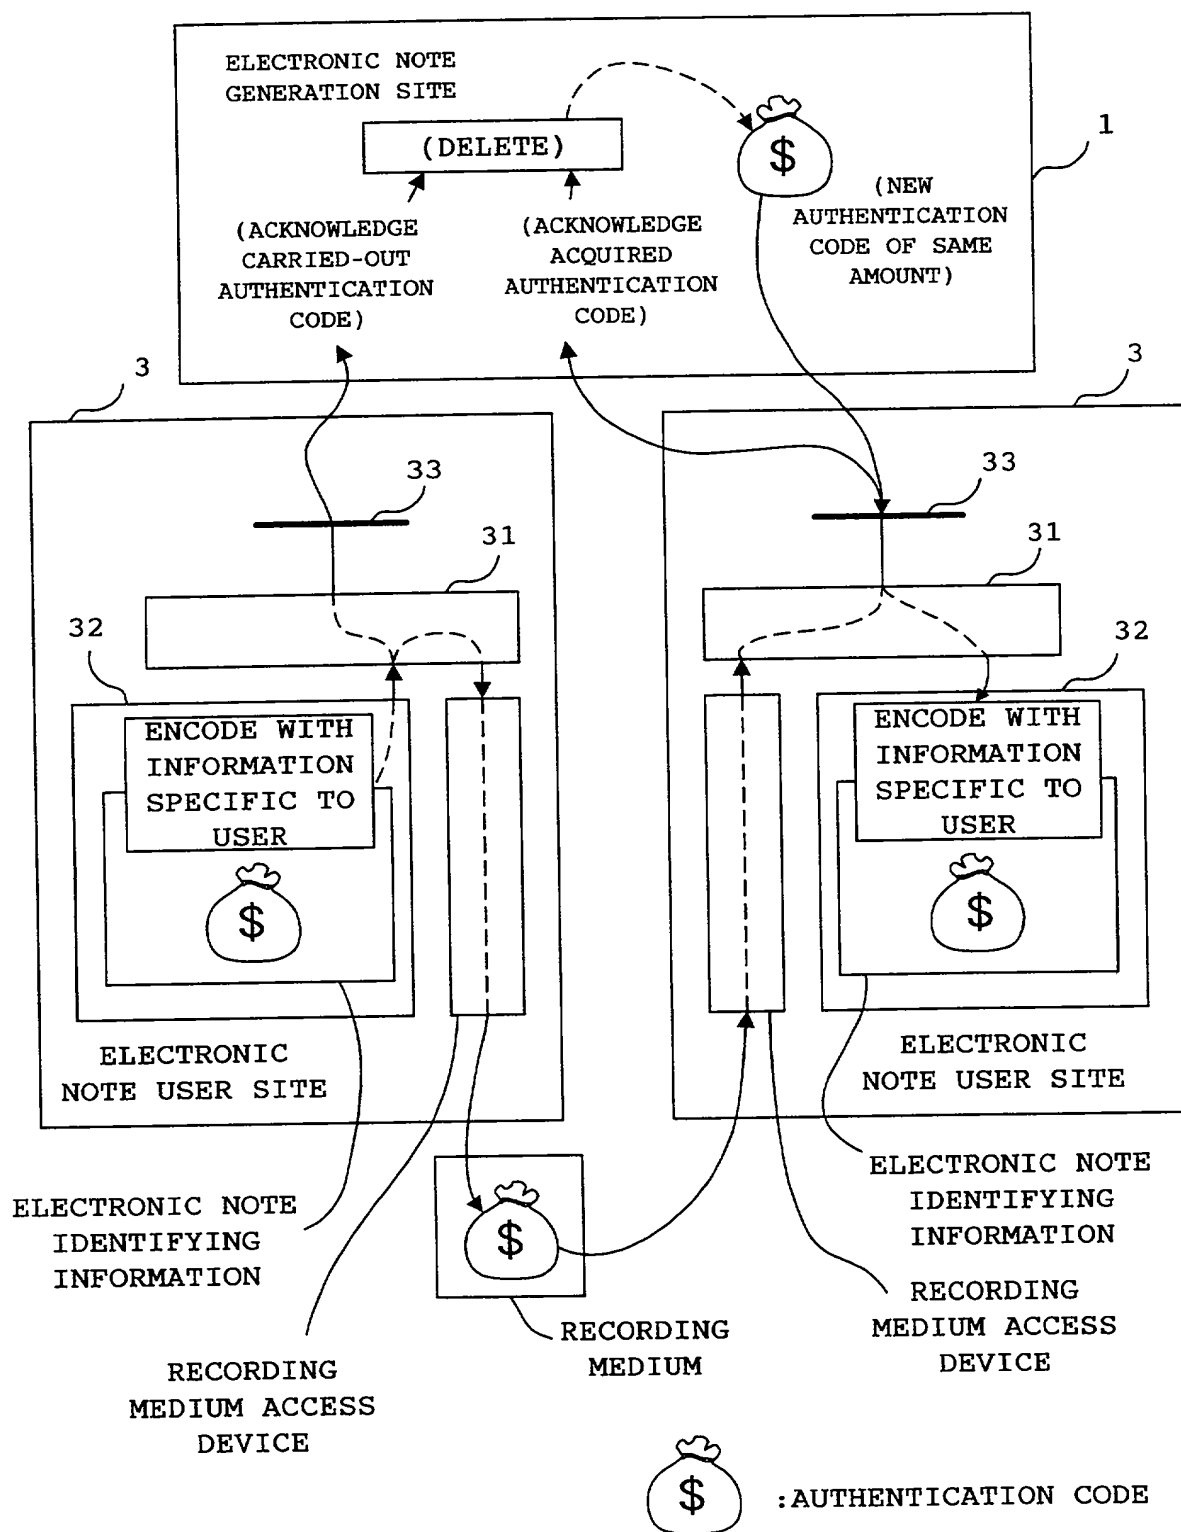 ELECTRONIC NOTE
GENERATION SITE
(DELETE)
$
1
(ACKNOWLEDGE
CARRIED-OUT
AUTHENTICATION
CODE)
(ACKNOWLEDGE
ACQUIRED
AUTHENTICATION
CODE)
(NEW
AUTHENTICATION
CODE OF SAME
AMOUNT)
3
33
31
32
ENCODE WITH
INFORMATION
SPECIFIC TO
USER
$
ELECTRONIC
NOTE USER SITE
3
33
31
32
ENCODE WITH
INFORMATION
SPECIFIC TO
USER
$
ELECTRONIC
NOTE USER SITE
ELECTRONIC NOTE
IDENTIFYING
INFORMATION
$
ELECTRONIC NOTE
IDENTIFYING
INFORMATION
RECORDING
MEDIUM ACCESS
DEVICE
RECORDING
MEDIUM
RECORDING
MEDIUM ACCESS
DEVICE
$ :AUTHENTICATION CODE